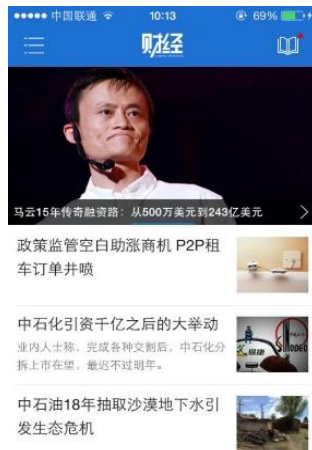 中国联通 10:13 69%
财经
马云15年传奇融资路：从500万美元到243亿美元
政策监管空白助涨商机 P2P租
车订单井喷
中石化引资千亿之后的大举动
业内人士称，完成各种交割后，中石化分
拆上市在望，最迟不过明年。
易捷
SINOPEC
中石油18年抽取沙漠地下水引
发生态危机